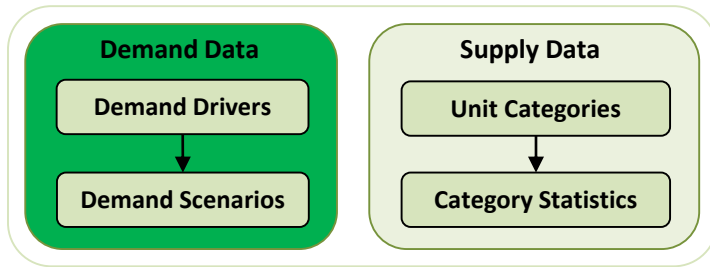 Demand Data
Demand Drivers
Demand Scenarios
Supply Data
Unit Categories
Category Statistics